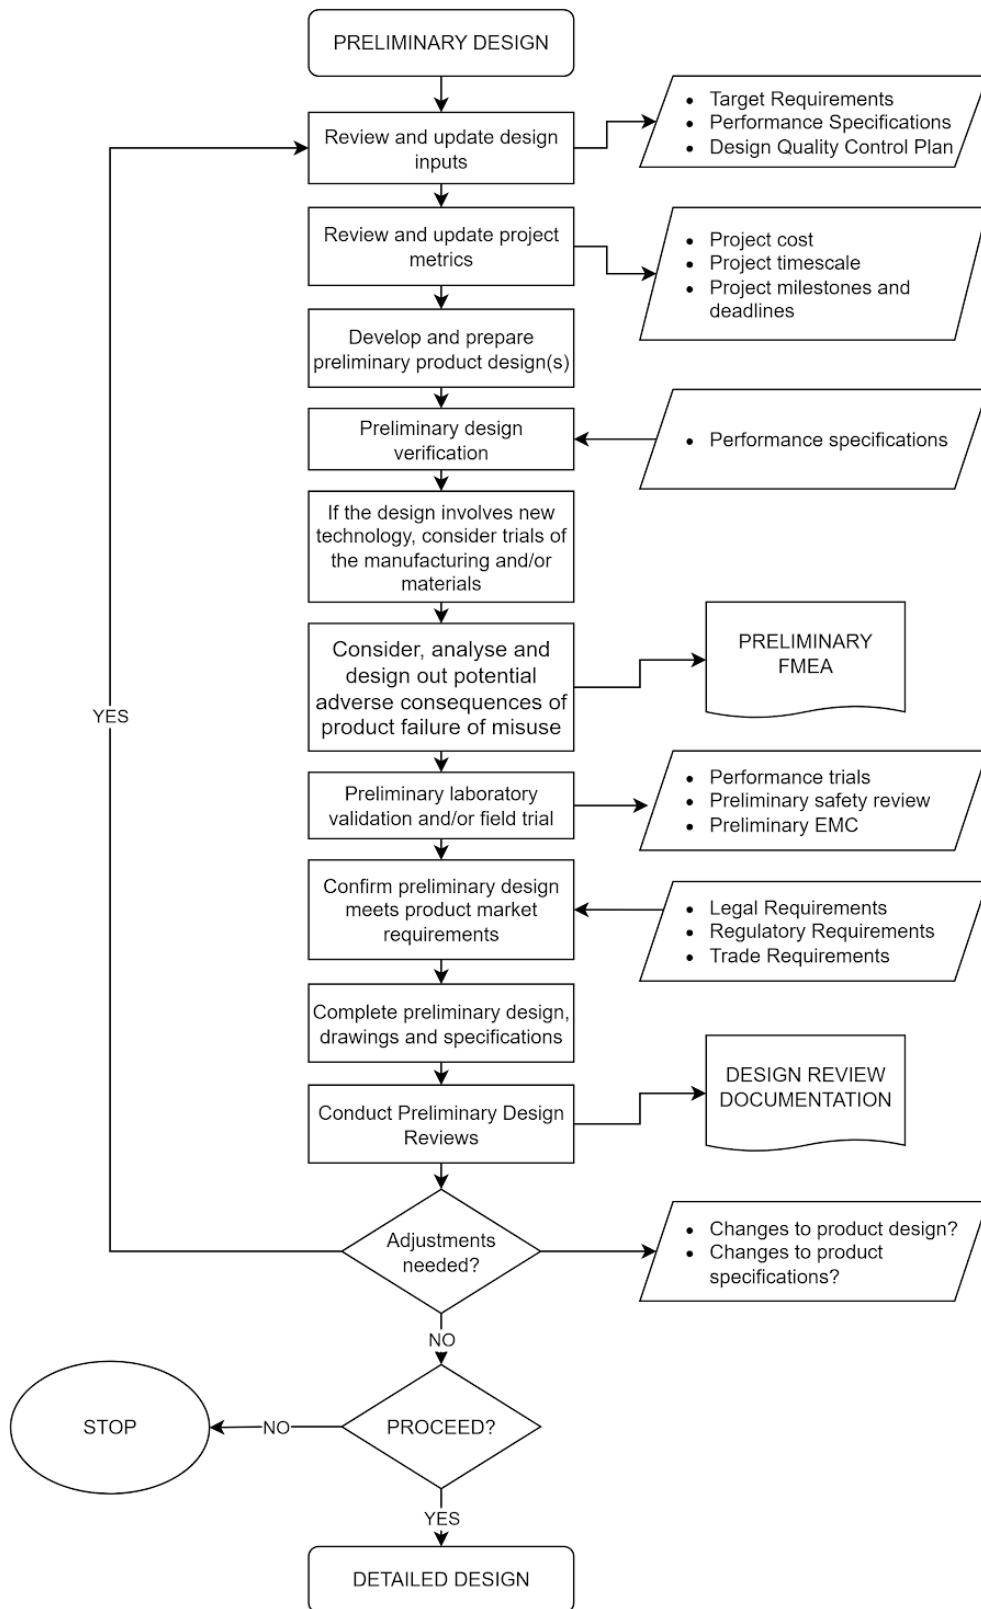 PRELIMINARY DESIGN
Review and update design
inputs
• Target Requirements
• Performance Specifications
• Design Quality Control Plan
Review and update project
metrics
• Project cost
• Project timescale
• Project milestones and
deadlines
Develop and prepare
preliminary product design(s)
Preliminary design
verification
• Performance specifications
If the design involves new
technology, consider trials of
the manufacturing and/or
materials
Consider, analyse and
design out potential
adverse consequences of
product failure of misuse
PRELIMINARY
FMEA
YES
Preliminary laboratory
validation and/or field trial
• Performance trials
• Preliminary safety review
• Preliminary EMC
Confirm preliminary design
meets product market
requirements
• Legal Requirements
• Regulatory Requirements
• Trade Requirements
Complete preliminary design,
drawings and specifications
Conduct Preliminary Design
Reviews
DESIGN REVIEW
DOCUMENTATION
Adjustments
needed?
• Changes to product design?
• Changes to product
specifications?
NO
PROCEED?
NO
STOP
YES
DETAILED DESIGN